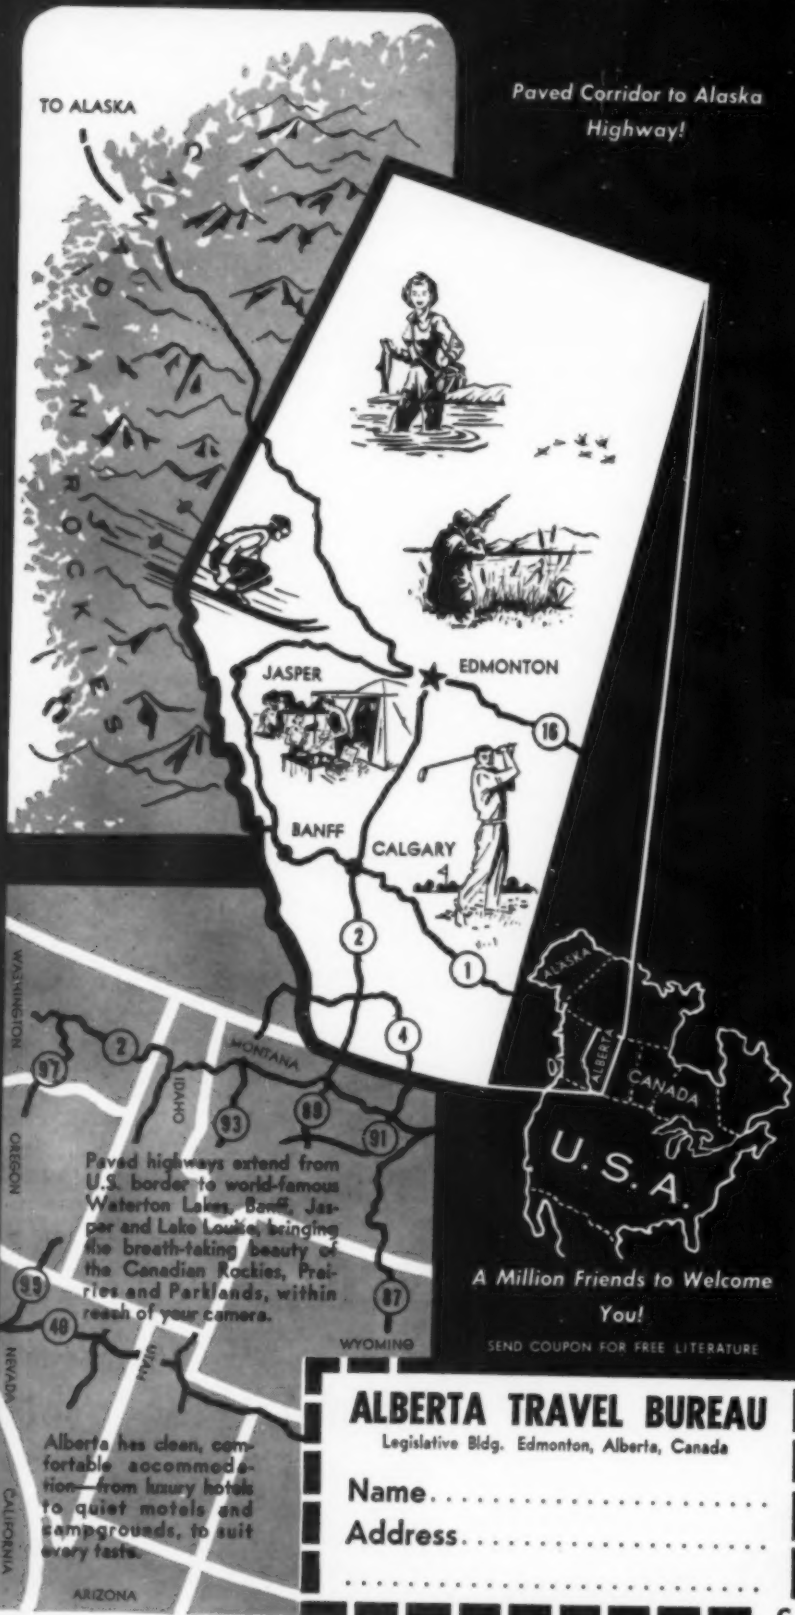 Paved Corridor to Alaska
Highway!
TO ALASKA
CANADIAN ROCKIES
JASPER
EDMONTON
16
BANFF
CALGARY
2
1
4
WASHINGTON
97
2
IDAHO
MONTANA
93
89
91
OREGON
ALASKA
ALBERTA
CANADA
U.S.A.
Paved highways extend from
U.S. border to world-famous
Waterton Lakes, Banff, Jas-
per and Lake Louise, bringing
the breath-taking beauty of
the Canadian Rockies, Prai-
ries and Parklands, within
reach of your camera.
99
40
87
WYOMING
NEVADA
UTAH
A Million Friends to Welcome
You!
SEND COUPON FOR FREE LITERATURE
Alberta has clean, com-
fortable accommoda-
tion—from luxury hotels
to quiet motels and
campgrounds, to suit
every taste.
CALIFORNIA
ARIZONA
ALBERTA TRAVEL BUREAU
Legislative Bldg. Edmonton, Alberta, Canada
Name
Address